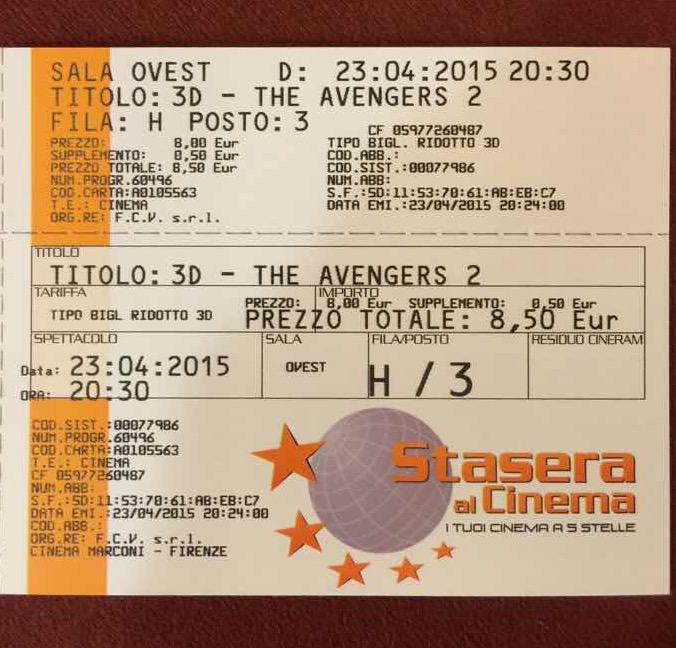 SALA OVEST D: 23:04:2015 20:30
TITOLO: 3D - THE AVENGERS 2
FILA: H POSTO: 3
CF 05977260487
PREZZO: 8,00 Eur TIPO BIGL. RIDOTTO 3D
SUPPLEMENTO: 0,50 Eur COD.ABB.:
PREZZO TOTALE: 8,50 Eur COD.SIST.:00077986
NUM.PROGR.60496 NUM.ABB:
COD.CARTA:A0105563 S.F.:5D:11:53:70:61:AB:EB:C7
T.E.: CINEMA DATA EMI.:23/04/2015 20:24:00
ORG.RE: F.C.V. s.r.l.
TITOLO
TITOLO: 3D - THE AVENGERS 2
TARIFFA IMPORTO
PREZZO: 8,00 Eur SUPPLEMENTO: 0,50 Eur
TIPO BIGL RIDOTTO 3D PREZZO TOTALE: 8,50 Eur
SPETTACOLO SALA FILA/POSTO RESIDUO CINERAM
Data: 23:04:2015 OVEST H / 3
ORA: 20:30
COD.SIST.:00077986
NUM.PROGR.60496
COD.CARTA:A0105563
T.E.: CINEMA
CF 05977260487
NUM.ABB:
S.F.:5D:11:53:70:61:AB:EB:C7
DATA EMI.:23/04/2015 20:24:00
COD.ABB.:
ORG.RE: F.C.V. s.r.l.
CINEMA MARCONI - FIRENZE
Stasera
al Cinema
I TUOI CINEMA A 5 STELLE